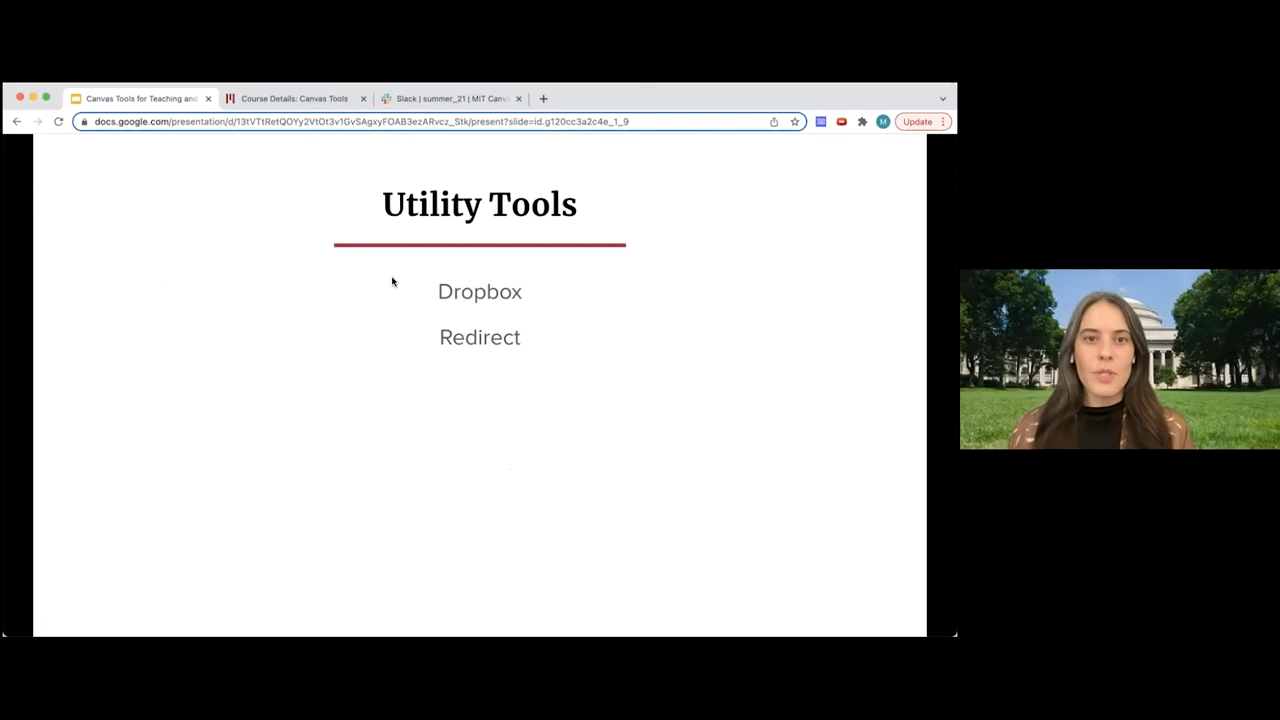 Canvas Tools for Teaching and
Course Details: Canvas Tools
Slack | summer_21 | MIT Canv
docs.google.com/presentation/d/13tVTtRetQOYy2VtOt3v1GvSAgxyFOAB3ezARvcz_Stk/present?slide=id.g120cc3a2c4e_1_9
M
Update
Utility Tools
Dropbox
Redirect